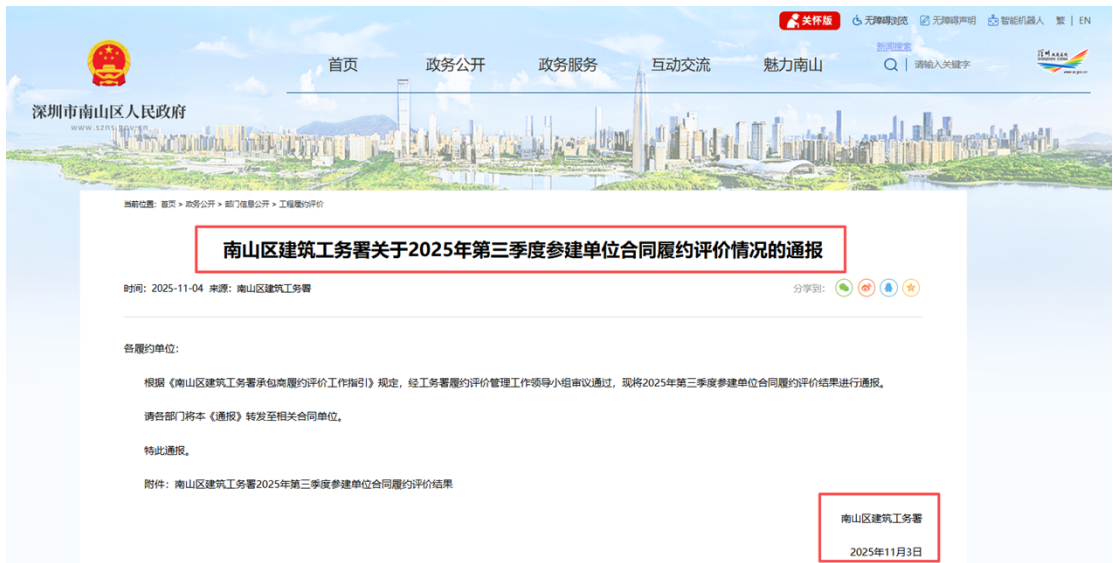 关怀版 无障碍浏览 无障碍声明 智能机器人 繁 | EN
新闻搜索
首页 政务公开 政务服务 互动交流 魅力南山 请输入关键字
深圳市南山区人民政府
www.szns.gov.cn
当前位置：首页 > 政务公开 > 部门信息公开 > 工程履约评价
南山区建筑工务署关于2025年第三季度参建单位合同履约评价情况的通报
时间：2025-11-04 来源：南山区建筑工务署 分享到：
各履约单位：
根据《南山区建筑工务署承包商履约评价工作指引》规定，经工务署履约评价管理工作领导小组审议通过，现将2025年第三季度参建单位合同履约评价结果进行通报。
请各部门将本《通报》转发至相关合同单位。
特此通报。
附件：南山区建筑工务署2025年第三季度参建单位合同履约评价结果
南山区建筑工务署
2025年11月3日